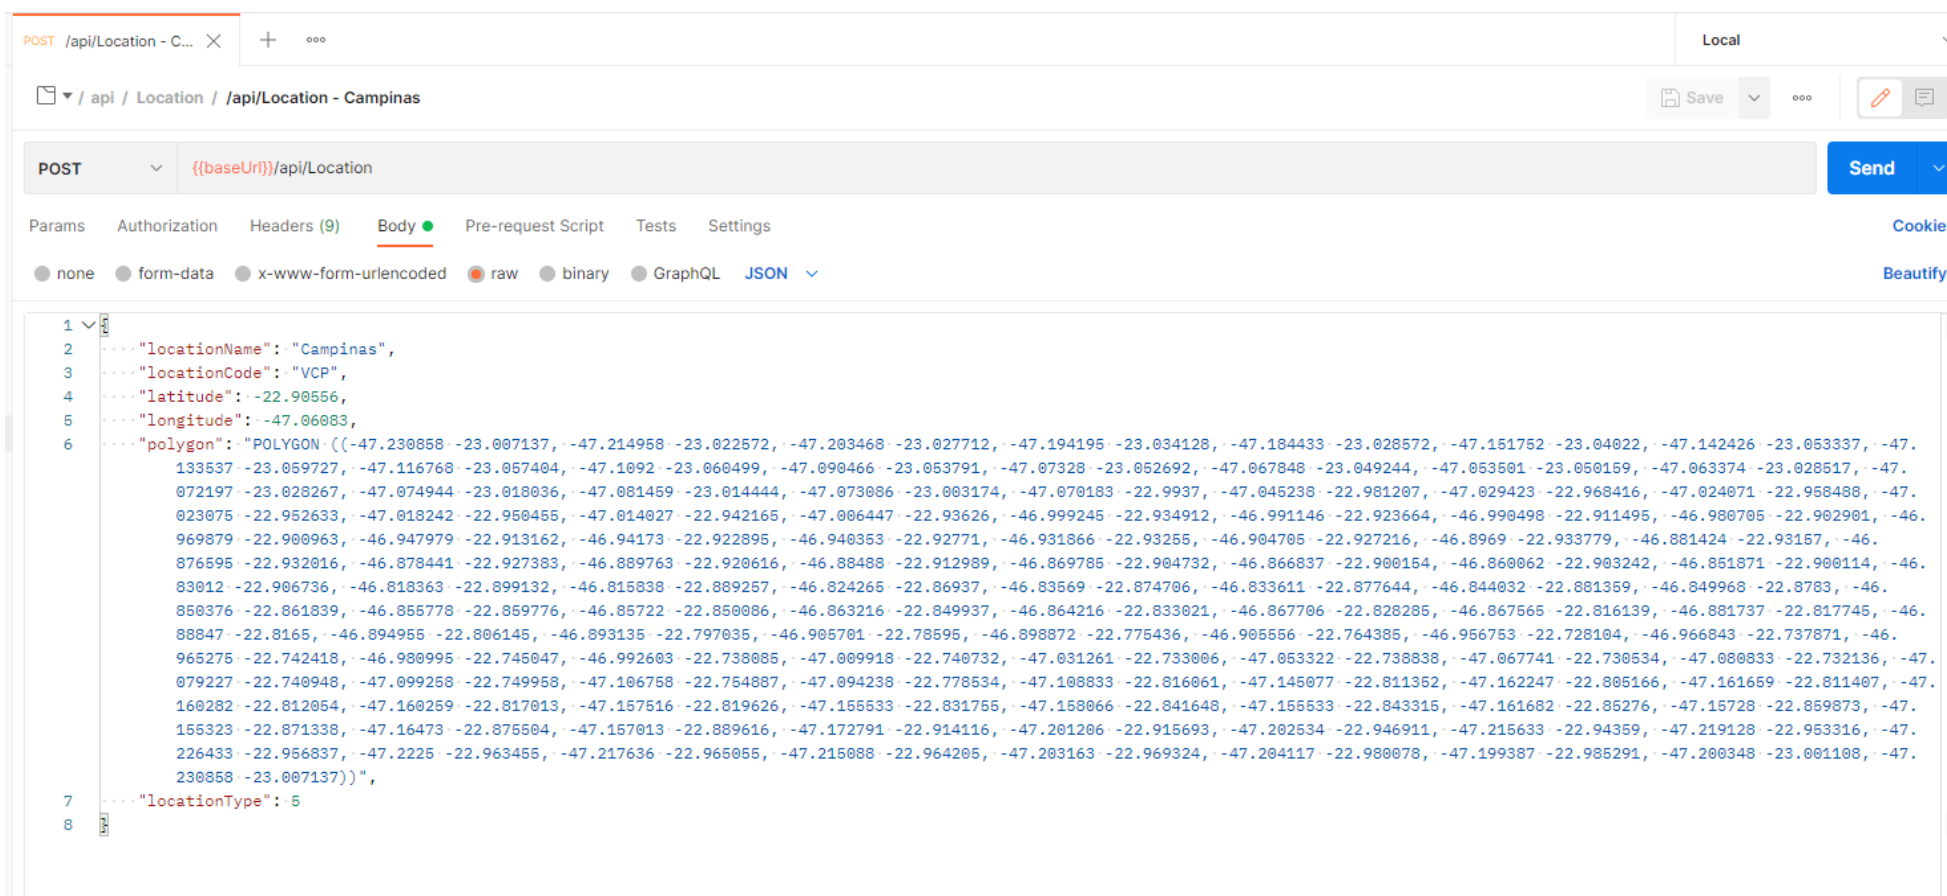 POST /api/Location - C...
Local
/ api / Location / /api/Location - Campinas
Save
POST {{baseUrl}}/api/Location
Send
Params Authorization Headers (9) Body Pre-request Script Tests Settings
Cookie
none form-data x-www-form-urlencoded raw binary GraphQL JSON
Beautify
1 {
2 "locationName": "Campinas",
3 "locationCode": "VCP",
4 "latitude": -22.90556,
5 "longitude": -47.06083,
6 "polygon": "POLYGON ((-47.230858 -23.007137, -47.214958 -23.022572, -47.203468 -23.027712, -47.194195 -23.034128, -47.184433 -23.028572, -47.151752 -23.04022, -47.142426 -23.053337, -47.
133537 -23.059727, -47.116768 -23.057404, -47.1092 -23.060499, -47.090466 -23.053791, -47.07328 -23.052692, -47.067848 -23.049244, -47.053501 -23.050159, -47.063374 -23.028517, -47.
072197 -23.028267, -47.074944 -23.018036, -47.081459 -23.014444, -47.073086 -23.003174, -47.070183 -22.9937, -47.045238 -22.981207, -47.029423 -22.968416, -47.024071 -22.958488, -47.
023075 -22.952633, -47.018242 -22.950455, -47.014027 -22.942165, -47.006447 -22.93626, -46.999245 -22.934912, -46.991146 -22.923664, -46.990498 -22.911495, -46.980705 -22.902901, -46.
969879 -22.900963, -46.947979 -22.913162, -46.94173 -22.922895, -46.940353 -22.92771, -46.931866 -22.93255, -46.904705 -22.927216, -46.8969 -22.933779, -46.881424 -22.93157, -46.
876595 -22.932016, -46.878441 -22.927383, -46.889763 -22.920616, -46.88488 -22.912989, -46.869785 -22.904732, -46.866837 -22.900154, -46.860062 -22.903242, -46.851871 -22.900114, -46.
83012 -22.906736, -46.818363 -22.899132, -46.815838 -22.889257, -46.824265 -22.86937, -46.83569 -22.874706, -46.833611 -22.877644, -46.844032 -22.881359, -46.849968 -22.8783, -46.
850376 -22.861839, -46.855778 -22.859776, -46.85722 -22.850086, -46.863216 -22.849937, -46.864216 -22.833021, -46.867706 -22.828285, -46.867565 -22.816139, -46.881737 -22.817745, -46.
88847 -22.8165, -46.894955 -22.806145, -46.893135 -22.797035, -46.905701 -22.78595, -46.898872 -22.775436, -46.905556 -22.764385, -46.956753 -22.728104, -46.966843 -22.737871, -46.
965275 -22.742418, -46.980995 -22.745047, -46.992603 -22.738085, -47.009918 -22.740732, -47.031261 -22.733006, -47.053322 -22.738838, -47.067741 -22.730534, -47.080833 -22.732136, -47.
079227 -22.740948, -47.099258 -22.749958, -47.106758 -22.754887, -47.094238 -22.778534, -47.108833 -22.816061, -47.145077 -22.811352, -47.162247 -22.805166, -47.161659 -22.811407, -47.
160282 -22.812054, -47.160259 -22.817013, -47.157516 -22.819626, -47.155533 -22.831755, -47.158066 -22.841648, -47.155533 -22.843315, -47.161682 -22.85276, -47.15728 -22.859873, -47.
155323 -22.871338, -47.16473 -22.875504, -47.157013 -22.889616, -47.172791 -22.914116, -47.201206 -22.915693, -47.202534 -22.946911, -47.215633 -22.94359, -47.219128 -22.953316, -47.
226433 -22.956837, -47.2225 -22.963455, -47.217636 -22.965055, -47.215088 -22.964205, -47.203163 -22.969324, -47.204117 -22.980078, -47.199387 -22.985291, -47.200348 -23.001108, -47.
230858 -23.007137))",
7 "locationType": 5
8 }